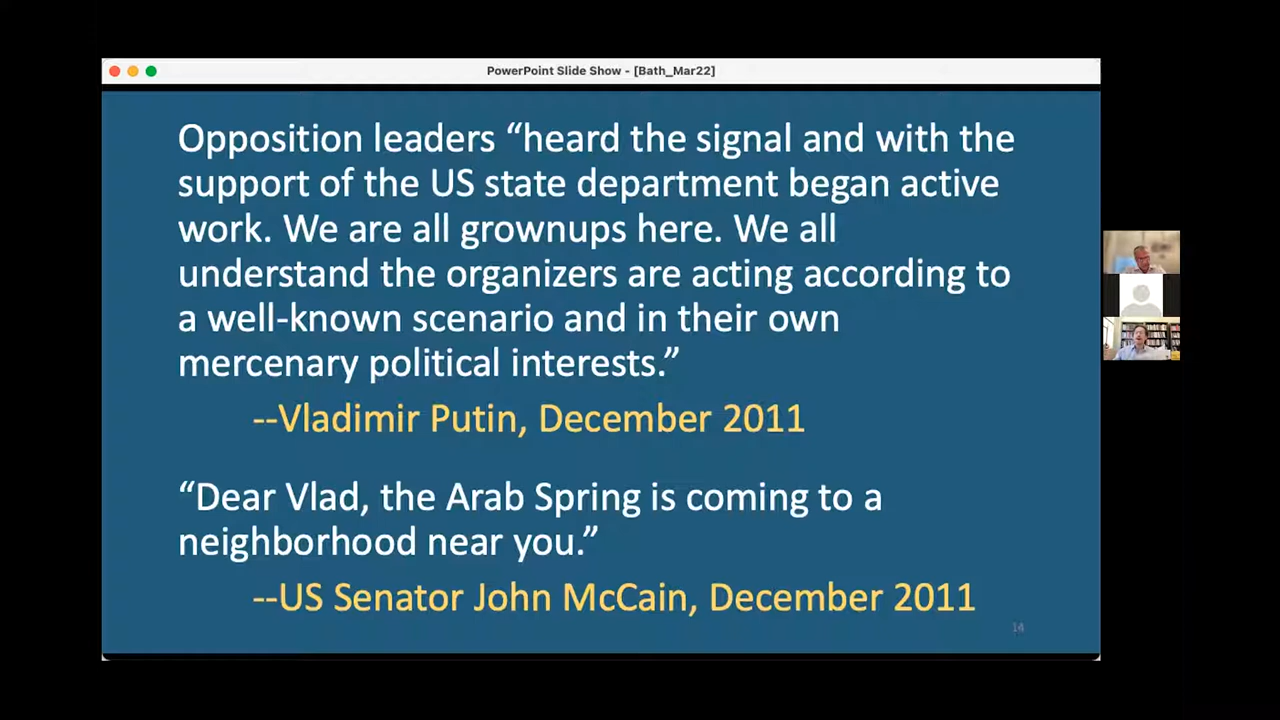 PowerPoint Slide Show - [Bath_Mar22]
Opposition leaders “heard the signal and with the
support of the US state department began active
work. We are all grownups here. We all
understand the organizers are acting according to
a well-known scenario and in their own
mercenary political interests.”
--Vladimir Putin, December 2011
“Dear Vlad, the Arab Spring is coming to a
neighborhood near you.”
--US Senator John McCain, December 2011
14